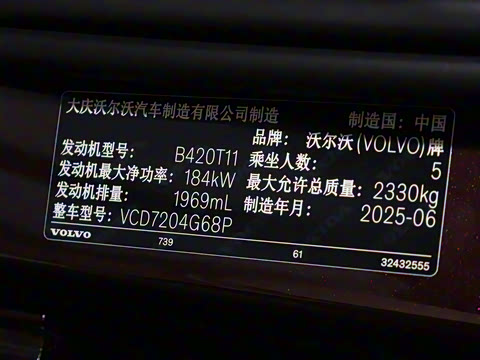 大庆沃尔沃汽车制造有限公司制造 制造国：中国
品牌：沃尔沃(VOLVO)牌
发动机型号：B420T11 乘坐人数：5
发动机最大净功率：184kW 最大允许总质量：2330kg
发动机排量：1969mL 制造年月：2025-06
整车型号：VCD7204G68P
VOLVO 739 61 32432555